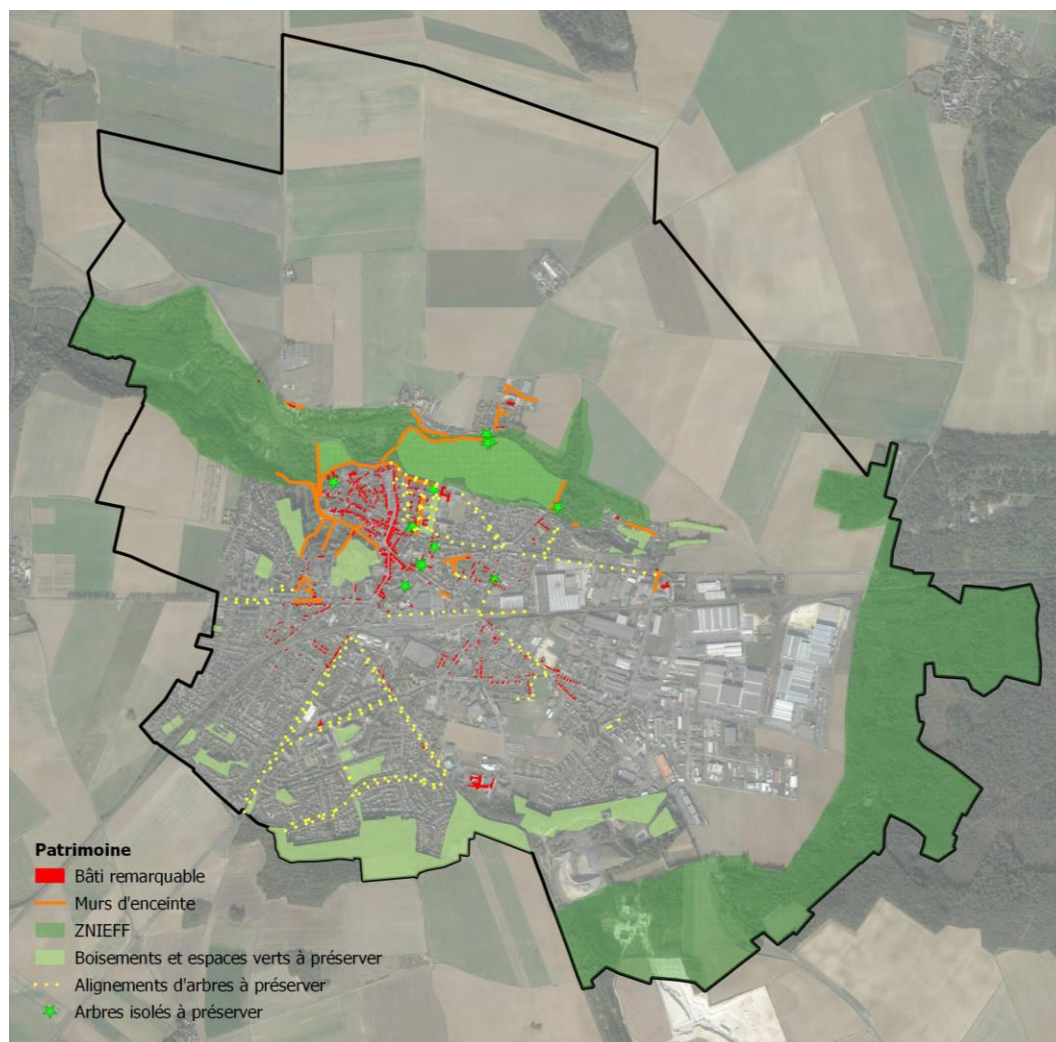 Patrimoine
Bâti remarquable
Murs d'enceinte
ZNIEFF
Boisements et espaces verts à préserver
Alignements d'arbres à préserver
Arbres isolés à préserver